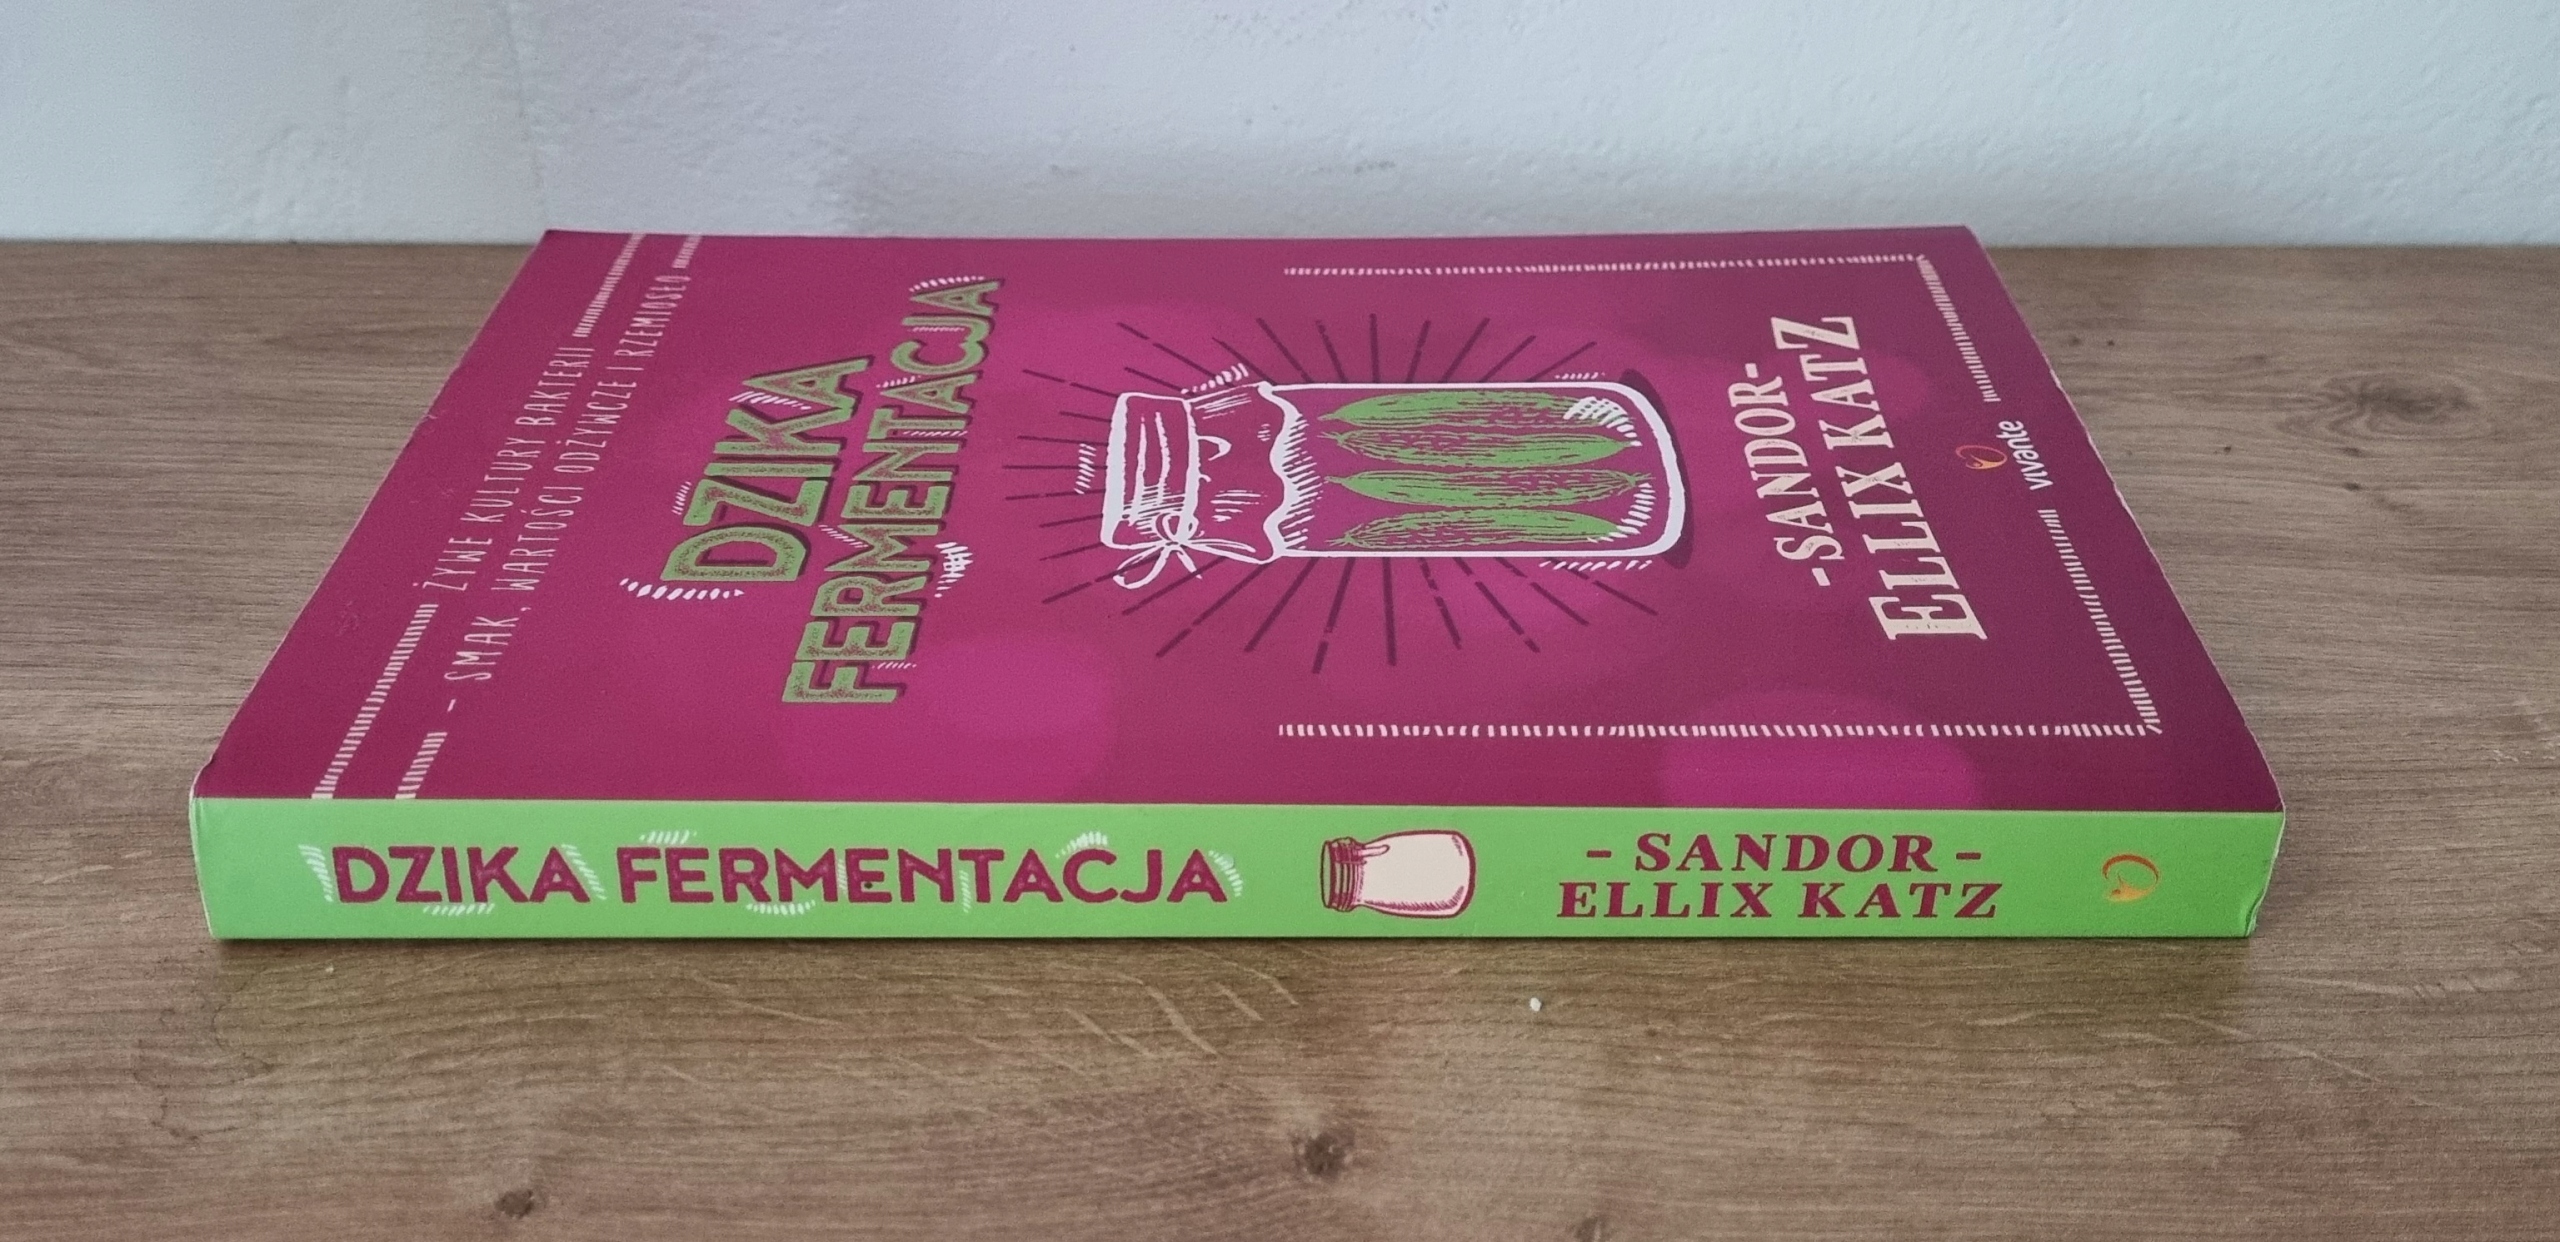 ŻYWE KULTURY BAKTERII
- SMAK, WARTOŚCI ODŻYWCZE I RZEMIOSŁO
DZIKA
FERMENTACJA
-SANDOR-
ELLIX KATZ
vivante
DZIKA FERMENTACJA
- SANDOR -
ELLIX KATZ